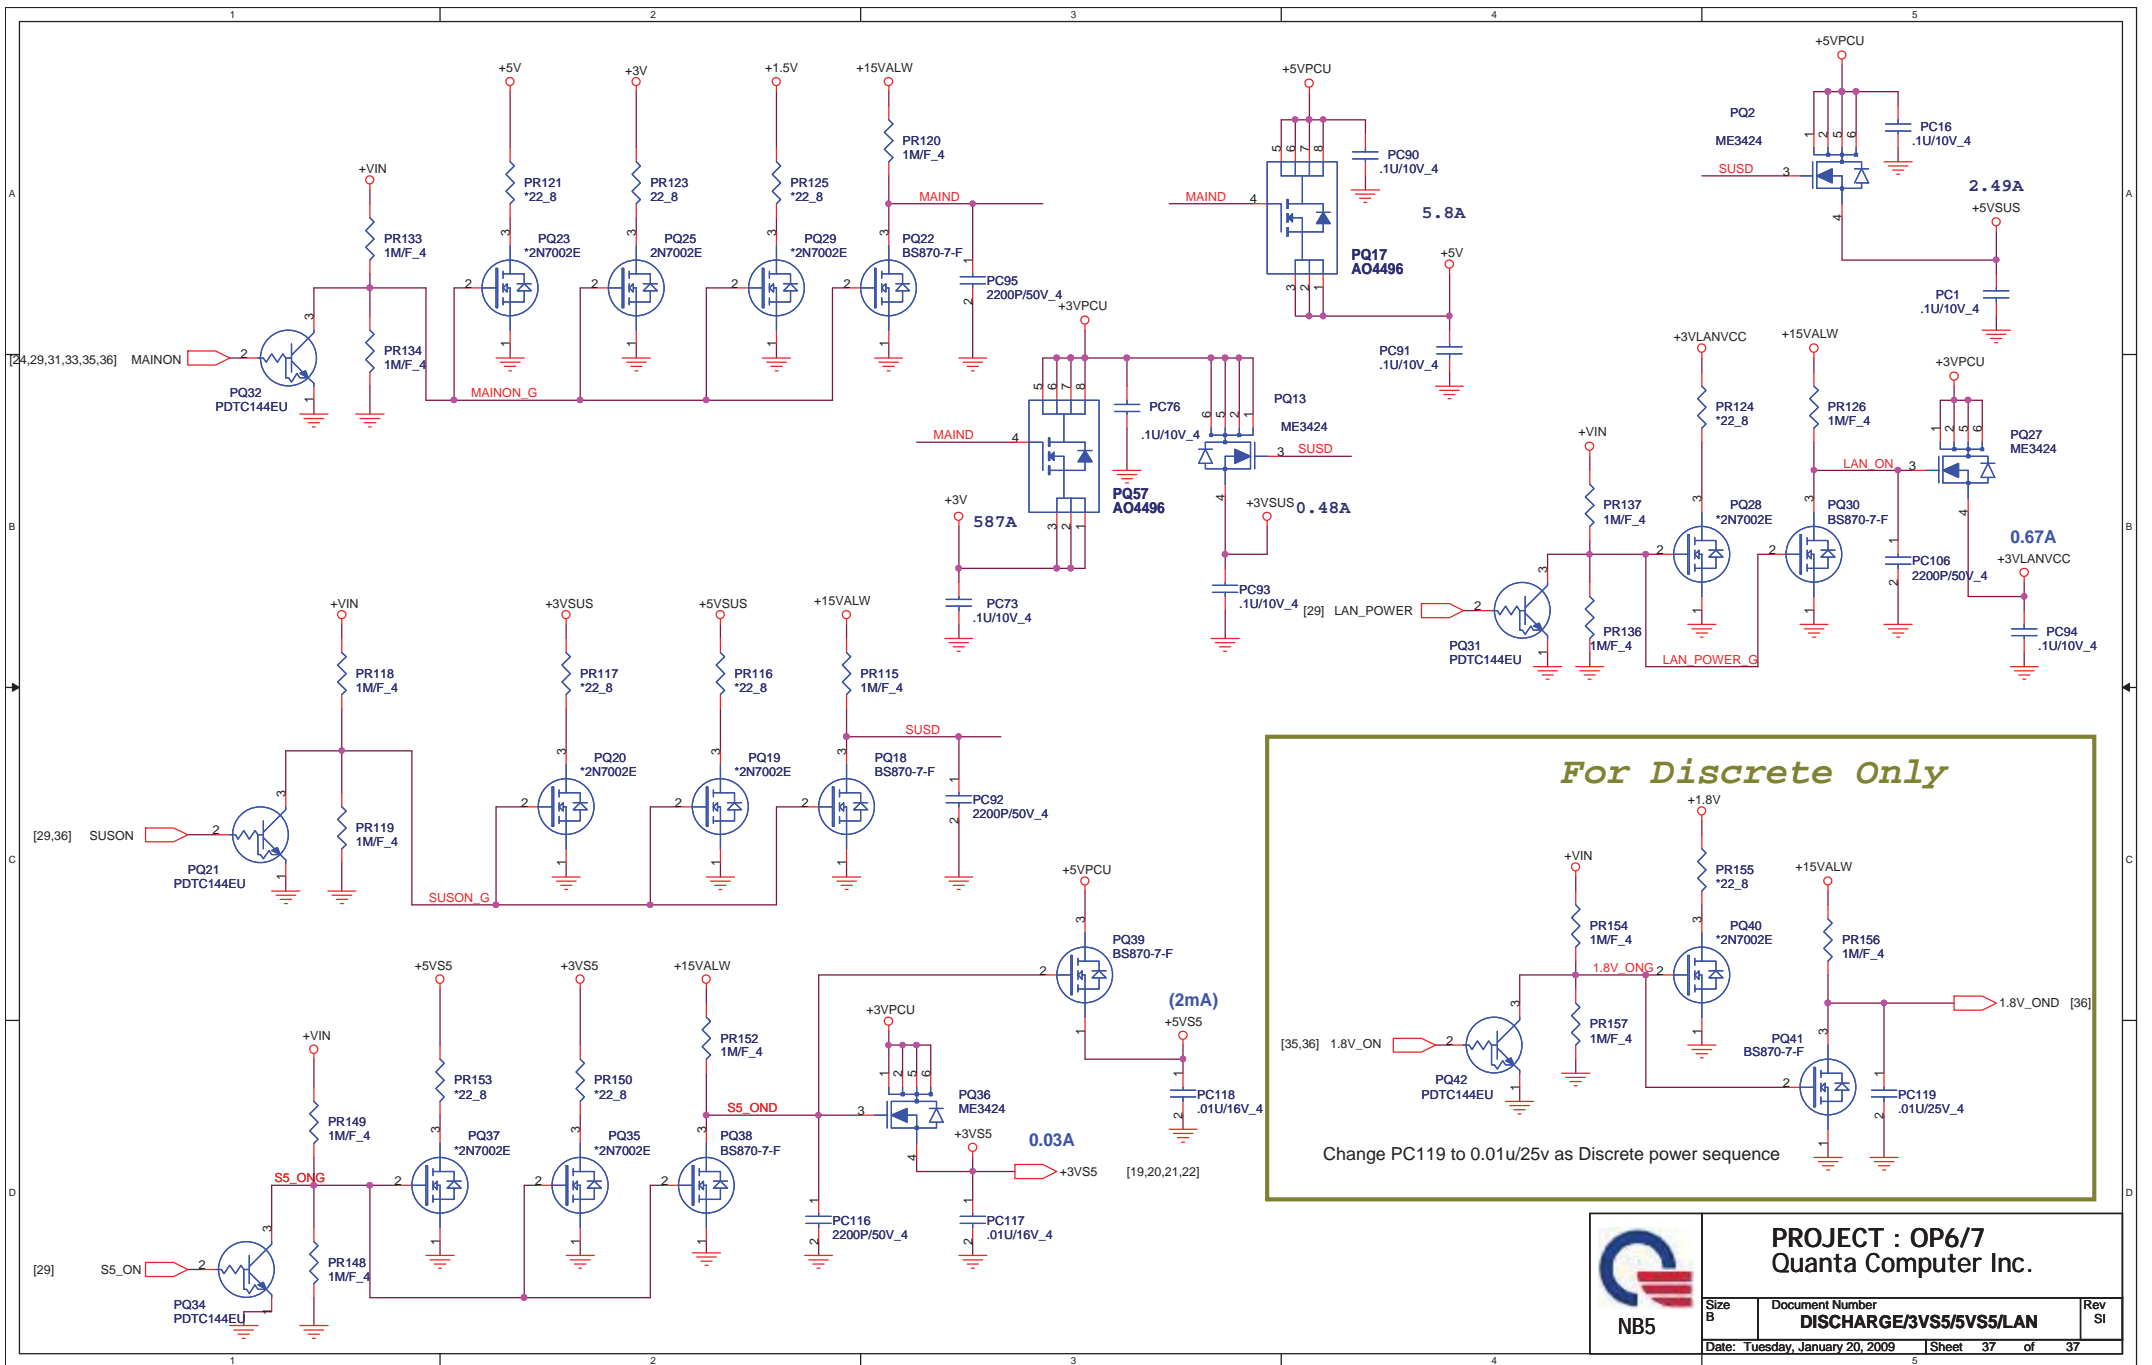 1 2 3 4 5
A B C D
+5V
+3V
+1.5V
+15VALW
+VIN
PR133
1M/F_4
PR134
1M/F_4
PR121
*22_8
PR123
22_8
PR125
*22_8
PR120
1M/F_4
MAIND
PQ23
*2N7002E
PQ25
2N7002E
PQ29
*2N7002E
PQ22
BS870-7-F
PC95
2200P/50V_4
[24,29,31,33,35,36] MAINON
PQ32
PDTC144EU
MAINON_G
+5VPCU
PC90
.1U/10V_4
MAIND
5.8A
PQ17
AO4496
+5V
PC91
.1U/10V_4
+5VPCU
PQ2
ME3424
PC16
.1U/10V_4
SUSD
2.49A
+5VSUS
PC1
.1U/10V_4
+3VPCU
PC76
.1U/10V_4
PQ13
ME3424
MAIND
SUSD
PQ57
AO4496
+3V
587A
+3VSUS
0.48A
PC73
.1U/10V_4
PC93
.1U/10V_4
+3VLANVCC
+15VALW
+3VPCU
PR124
*22_8
PR126
1M/F_4
PQ27
ME3424
LAN_ON
+VIN
PR137
1M/F_4
PQ28
*2N7002E
PQ30
BS870-7-F
PC106
2200P/50V_4
0.67A
+3VLANVCC
[29] LAN_POWER
PQ31
PDTC144EU
PR136
1M/F_4
LAN_POWER_G
PC94
.1U/10V_4
+VIN
+3VSUS
+5VSUS
+15VALW
PR118
1M/F_4
PR117
*22_8
PR116
*22_8
PR115
1M/F_4
SUSD
PQ20
*2N7002E
PQ19
*2N7002E
PQ18
BS870-7-F
PC92
2200P/50V_4
[29,36] SUSON
PQ21
PDTC144EU
PR119
1M/F_4
SUSON_G
+5VPCU
PQ39
BS870-7-F
(2mA)
+5VS5
PC118
.01U/16V_4
+5VS5
+3VS5
+15VALW
+3VPCU
+VIN
PR153
*22_8
PR150
*22_8
PR152
1M/F_4
PR149
1M/F_4
S5_OND
PQ36
ME3424
PQ37
*2N7002E
PQ35
*2N7002E
PQ38
BS870-7-F
+3VS5
0.03A
+3VS5 [19,20,21,22]
S5_ONG
PC116
2200P/50V_4
PC117
.01U/16V_4
[29] S5_ON
PQ34
PDTC144EU
PR148
1M/F_4
For Discrete Only
+1.8V
+VIN
+15VALW
PR155
*22_8
PR154
1M/F_4
PQ40
*2N7002E
PR156
1M/F_4
1.8V_ONG
1.8V_OND [36]
[35,36] 1.8V_ON
PQ42
PDTC144EU
PR157
1M/F_4
PQ41
BS870-7-F
PC119
.01U/25V_4
Change PC119 to 0.01u/25v as Discrete power sequence
NB5
PROJECT : OP6/7
Quanta Computer Inc.
Size
B
Document Number
DISCHARGE/3VS5/5VS5/LAN
Rev
SI
Date: Tuesday, January 20, 2009 Sheet 37 of 37
1 2 3 4 5